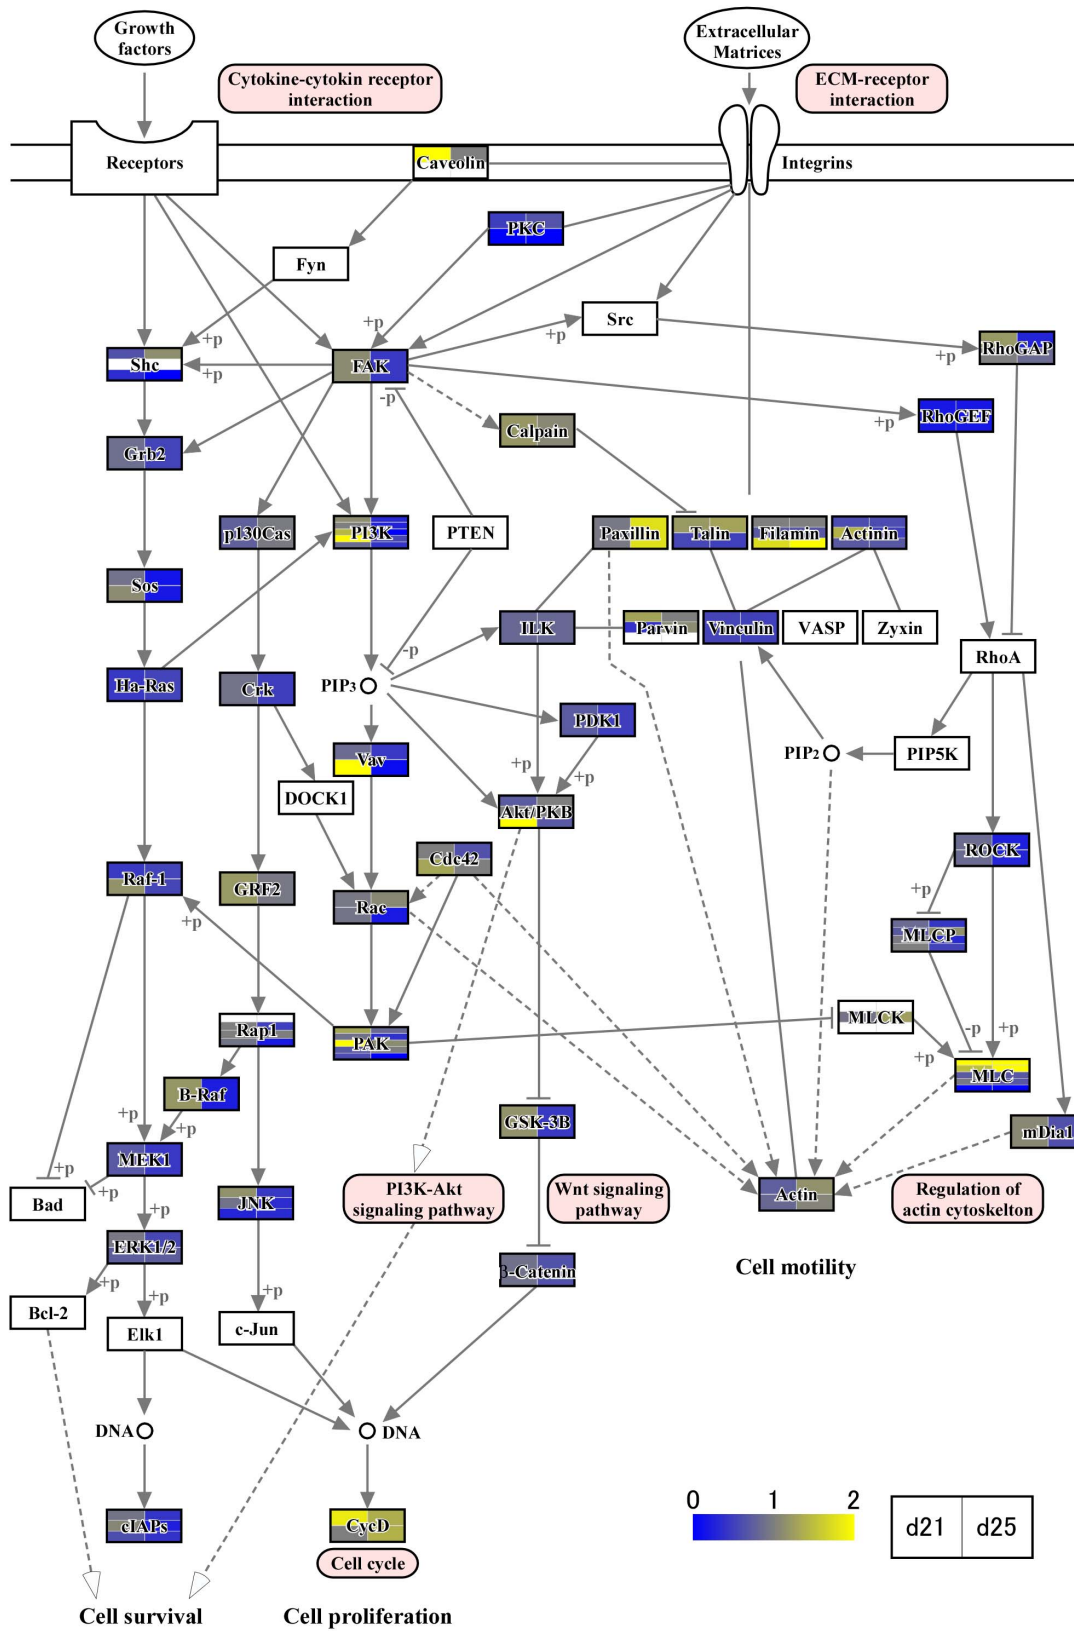 Growth
factors
Extracellular
Matrices
Cytokine-cytokin receptor
interaction
ECM-receptor
interaction
Receptors
Caveolin
Integrins
PKC
Fyn
Src
+p
+p
+p
+p
Shc
+p
FAK
RhoGAP
-p
RhoGEF
+p
Calpain
Grb2
p130Cas
PI3K
PTEN
Paxillin
Talin
Filamin
Actinin
Sos
ILK
Parvin
Vinculin
VASP
Zyxin
-p
RhoA
Ha-Ras
Crk
PIP3
PDK1
Vav
PIP2
PIP5K
+p
+p
DOCK1
Akt/PKB
Cdc42
ROCK
Raf-1
GRF2
+p
Rac
+p
MLCP
Rap1
MLCK
PAK
-p
+p
+p
MLC
B-Raf
GSK-3B
mDia1
+p
+p
MEK1
+p
+p
Bad
JNK
PI3K-Akt
signaling pathway
Wnt signaling
pathway
Actin
Regulation of
actin cytoskelton
+p
ERK1/2
β-Catenin
Cell motility
+p
+p
+p
Bcl-2
Elk1
c-Jun
DNA
DNA
0 1 2
d21 d25
cIAPs
CycD
Cell cycle
Cell survival
Cell proliferation